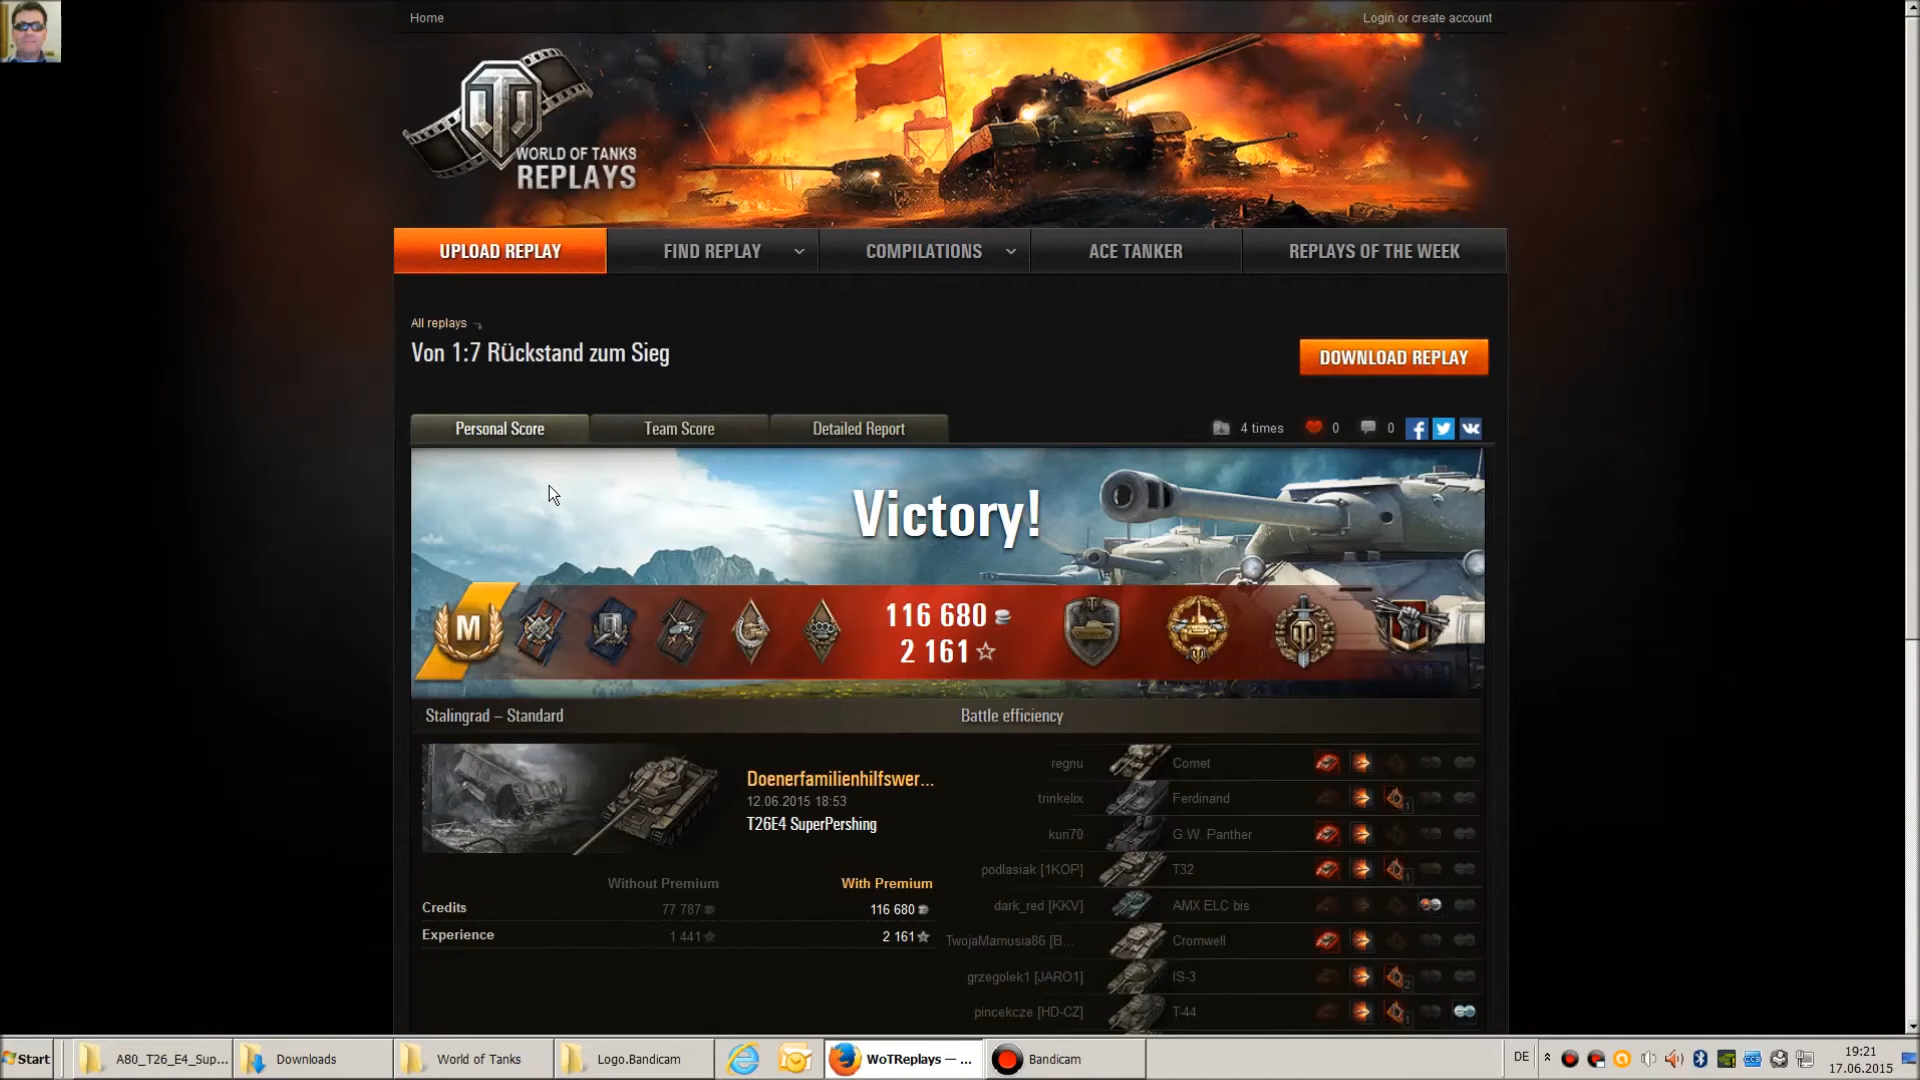 Home
Login or create account
WORLD OF TANKS
REPLAYS
UPLOAD REPLAY
FIND REPLAY
COMPILATIONS
ACE TANKER
REPLAYS OF THE WEEK
All replays
Von 1:7 Rückstand zum Sieg
DOWNLOAD REPLAY
Personal Score
Team Score
Detailed Report
4 times
0
0
Victory!
M
116 680
2 161
Stalingrad – Standard
Battle efficiency
Doenerfamilienhilfswer...
12.06.2015 18:53
T26E4 SuperPershing
Without Premium
With Premium
Credits
77 787
116 680
Experience
1 441
2 161
regnu
Comet
trinkelix
Ferdinand
1
kuri70
G.W. Panther
podlasiak [1KOP]
T32
1
dark_red [KKV]
AMX ELC bis
TwojaMamusia86 [B...
Cromwell
grzegolek1 [JARO1]
IS-3
2
pincekcze [HD-CZ]
T-44
1
Start
A80_T26_E4_Sup...
Downloads
World of Tanks
Logo.Bandicam
WoTReplays — ...
Bandicam
DE
19:21
17.06.2015